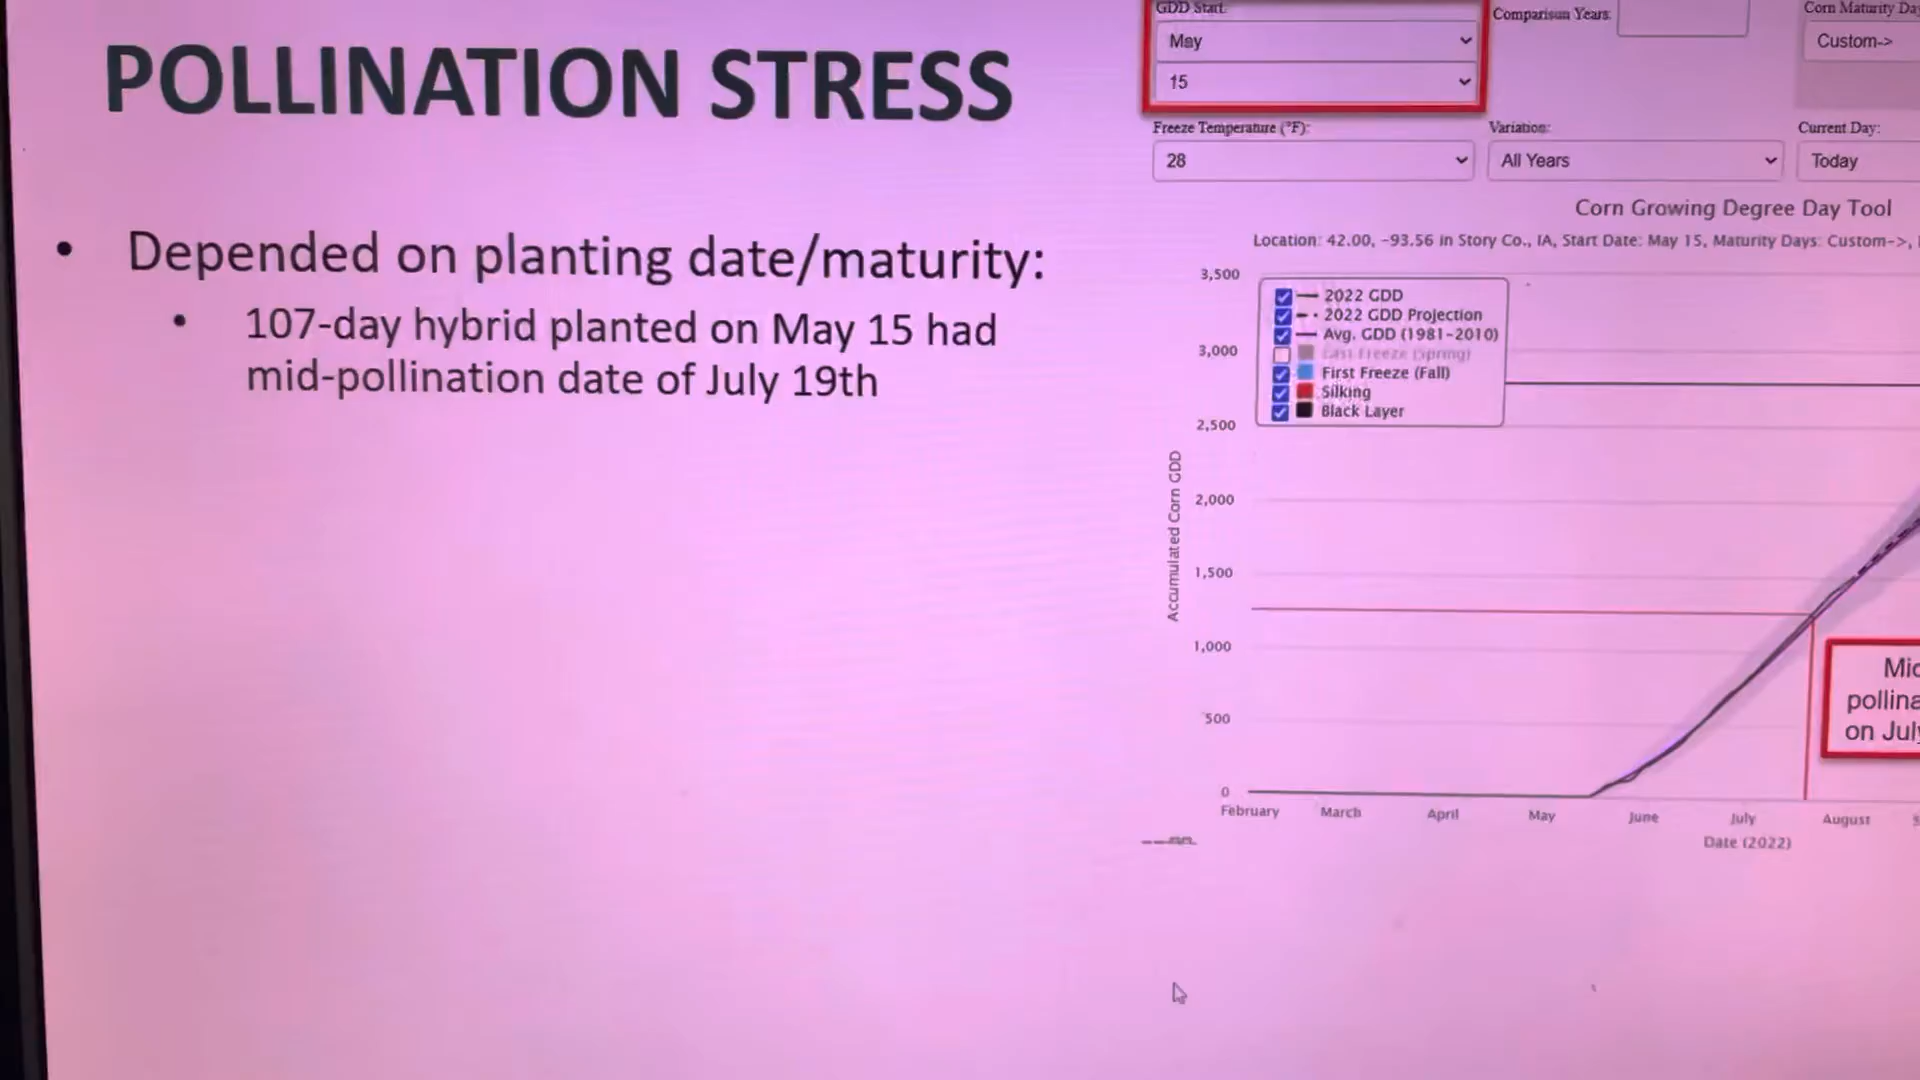 POLLINATION STRESS
• Depended on planting date/maturity:
• 107-day hybrid planted on May 15 had
mid-pollination date of July 19th
GDD Start:
May
15
Comparison Years:
Corn Maturity
Custom->
Freeze Temperature (°F):
28
Variation:
All Years
Current Day:
Today
Corn Growing Degree Day Tool
Location: 42.00, -93.56 in Story Co., IA, Start Date: May 15, Maturity Days: Custom->,
2022 GDD
2022 GDD Projection
Avg. GDD (1981-2010)
Last Freeze (Spring)
First Freeze (Fall)
Silking
Black Layer
Accumulated Corn GDD
3,500
3,000
2,500
2,000
1,500
1,000
500
0
February March April May June July August
Date (2022)
on